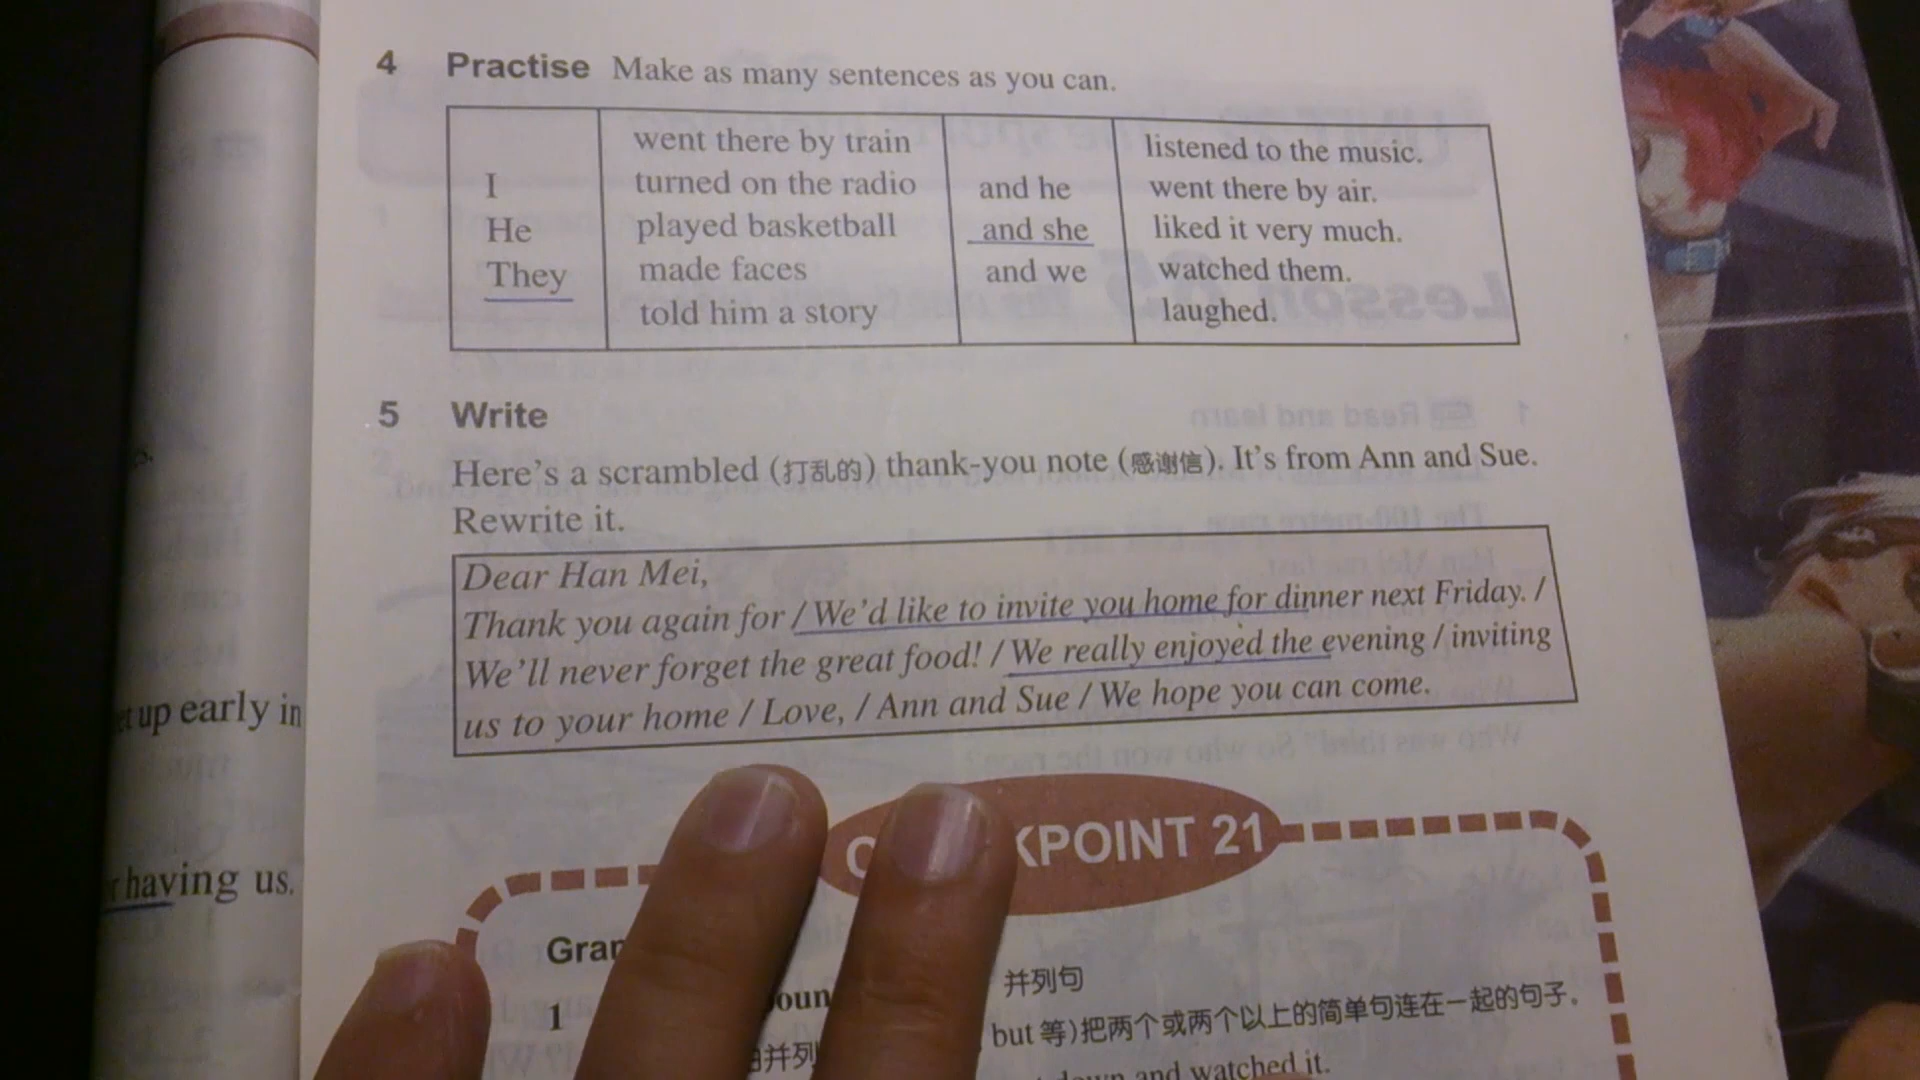 4 Practise Make as many sentences as you can.
went there by train
listened to the music.
I
turned on the radio
and he
went there by air.
He
played basketball
and she
liked it very much.
They
made faces
and we
watched them.
told him a story
laughed.
5 Write
Here's a scrambled (打乱的) thank-you note (感谢信). It's from Ann and Sue.
Rewrite it.
Dear Han Mei,
Thank you again for / We'd like to invite you home for dinner next Friday. /
We'll never forget the great food! / We really enjoyed the evening / inviting
us to your home / Love, / Ann and Sue / We hope you can come.
up early in
having us.
KPOINT 21
1
并列句
but 等)把两个或两个以上的简单句连在一起的句子。
and watched it.